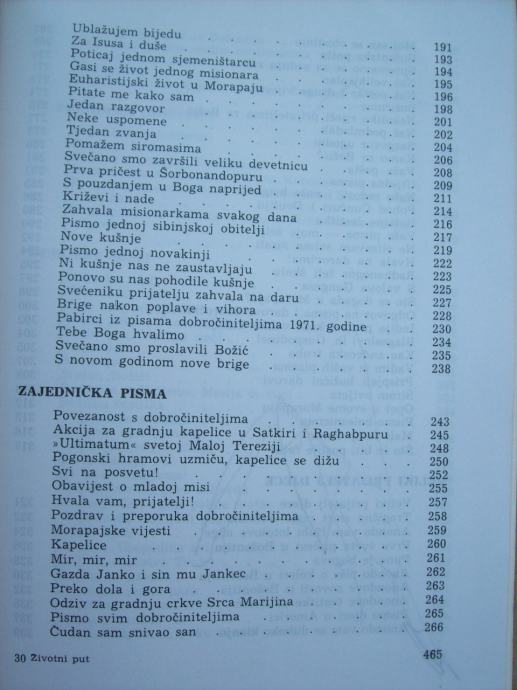 Ublažujem bijedu . . . . . . . 191
Za Isusa i duše . . . . . . . 193
Poticaj jednom sjemeništarcu . . . . . 194
Gasi se život jednog misionara . . . . . 195
Euharistijski život u Morapaju . . . . . 196
Pitate me kako sam . . . . . . . 198
Jedan razgovor . . . . . . . 201
Neke uspomene . . . . . . . 202
Tjedan zvanja . . . . . . . 204
Pomažem siromasima . . . . . . . 206
Svečano smo završili veliku devetnicu . . . . 208
Prva pričest u Šorbonandopuru . . . . . 209
S pouzdanjem u Boga naprijed . . . . . 211
Križevi i nade . . . . . . . 214
Zahvala misionarkama svakog dana . . . . 216
Pismo jednoj sibinjskoj obitelji . . . . . 217
Nove kušnje . . . . . . . 219
Pismo jednoj novakinji . . . . . . 222
Ni kušnje nas ne zaustavljaju . . . . . 223
Ponovo su nas pohodile kušnje . . . . . 225
Svećeniku prijatelju zahvala na daru . . . . 227
Brige nakon poplave i vihora . . . . . 228
Pabirci iz pisama dobročiniteljima 1971. godine . . 230
Tebe Boga hvalimo . . . . . . . 234
Svečano smo proslavili Božić . . . . . 235
S novom godinom nove brige . . . . . 238
ZAJEDNIČKA PISMA
Povezanost s dobročiniteljima . . . . . 243
Akcija za gradnju kapelice u Satkiri i Raghabpuru . 245
»Ultimatum« svetoj Maloj Tereziji . . . . 248
Pogonski hramovi uzmiču, kapelice se dižu . . . 250
Svi na posvetu! . . . . . . . 252
Obavijest o mladoj misi . . . . . . 255
Hvala vam, prijatelji! . . . . . . 257
Pozdrav i preporuka dobročiniteljima . . . . 258
Morapajske vijesti . . . . . . . 259
Kapelice . . . . . . . 260
Mir, mir, mir . . . . . . . 261
Gazda Janko i sin mu Jankec . . . . . 262
Preko dola i gora . . . . . . . 263
Odziv za gradnju crkve Srca Marijina . . . . 264
Pismo svim dobročiniteljima . . . . . 265
Čudan sam snivao san . . . . . . 266
30 Životni put 465